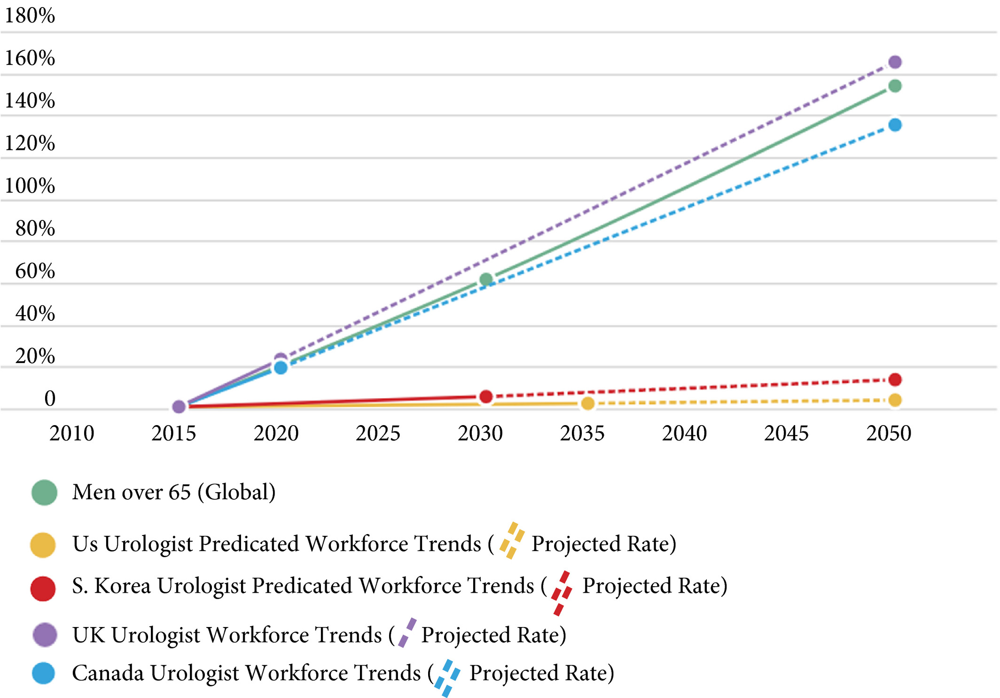 180%
160%
140%
120%
100%
80%
60%
40%
20%
0
2010 2015 2020 2025 2030 2035 2040 2045 2050
Men over 65 (Global)
Us Urologist Predicated Workforce Trends ( Projected Rate)
S. Korea Urologist Predicated Workforce Trends ( Projected Rate)
UK Urologist Workforce Trends ( Projected Rate)
Canada Urologist Workforce Trends ( Projected Rate)